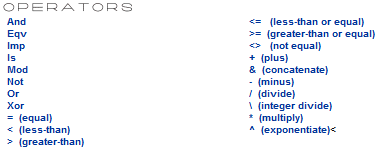 OPERATORS
And
Eqv
Imp
Is
Mod
Not
Or
Xor
= (equal)
< (less-than)
> (greater-than)
<= (less-than or equal)
>= (greater-than or equal)
<> (not equal)
+ (plus)
& (concatenate)
- (minus)
/ (divide)
\ (integer divide)
* (multiply)
^ (exponentiate)<